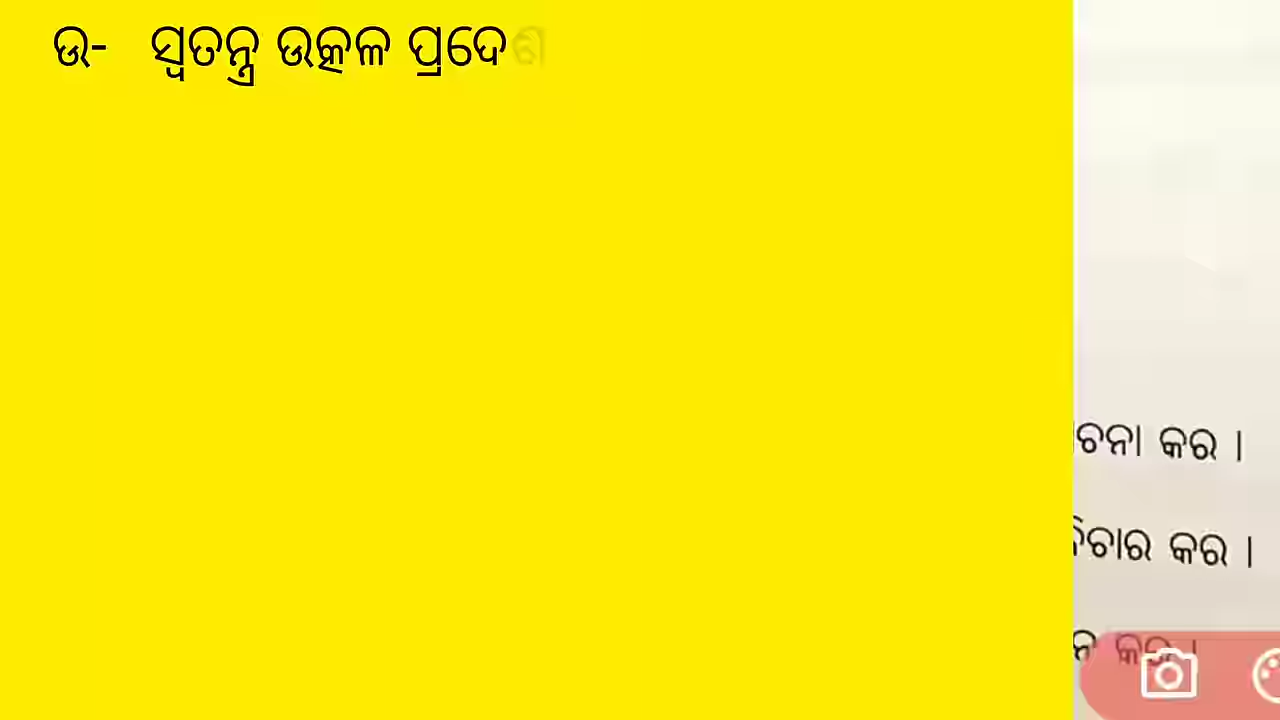 ଉ- ସ୍ୱତନ୍ତ୍ର ଉତ୍କଳ ପ୍ରଦେଶ
ଚନା କର ।
ବିଚାର କର ।